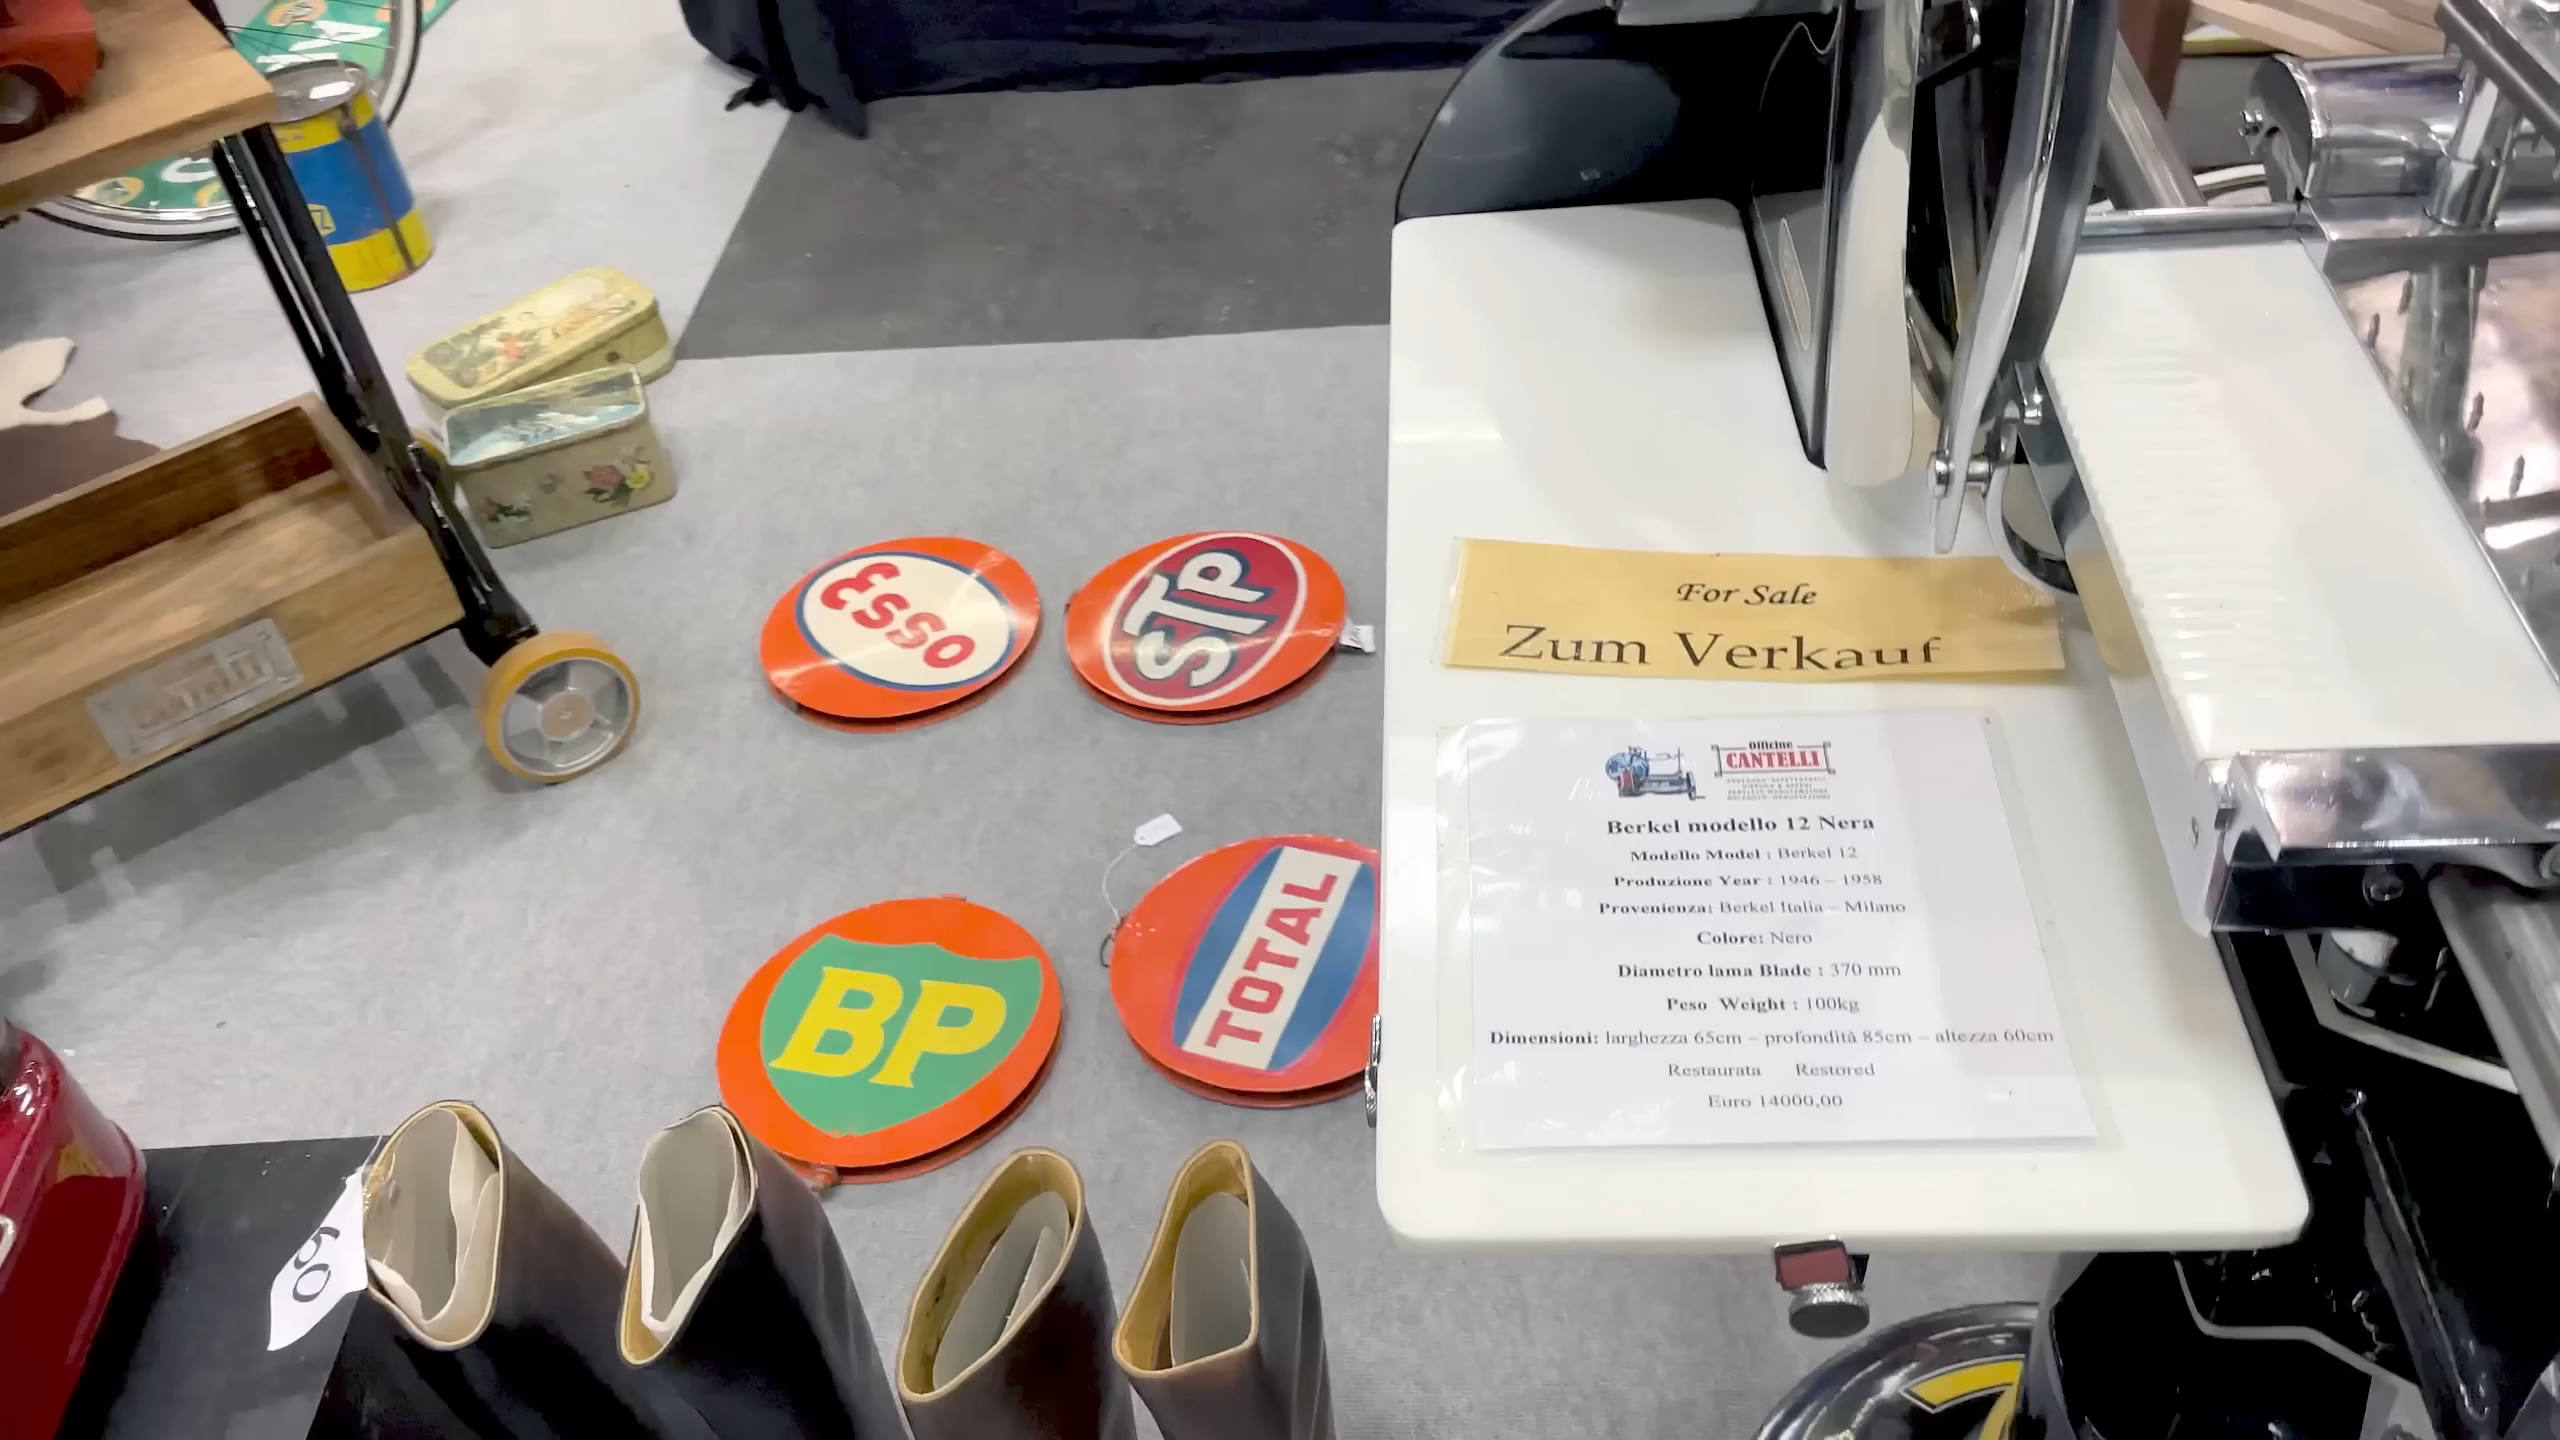 Esso
STP
BP
TOTAL
60
For Sale
Zum Verkauf
Officine
CANTELLI
Berkel modello 12 Nera
Modello Model : Berkel 12
Produzione Year : 1946 – 1958
Provenienza: Berkel Italia – Milano
Colore: Nero
Diametro lama Blade : 370 mm
Peso Weight : 100kg
Dimensioni: larghezza 65cm – profondità 85cm – altezza 60cm
Restaurata Restored
Euro 14000,00